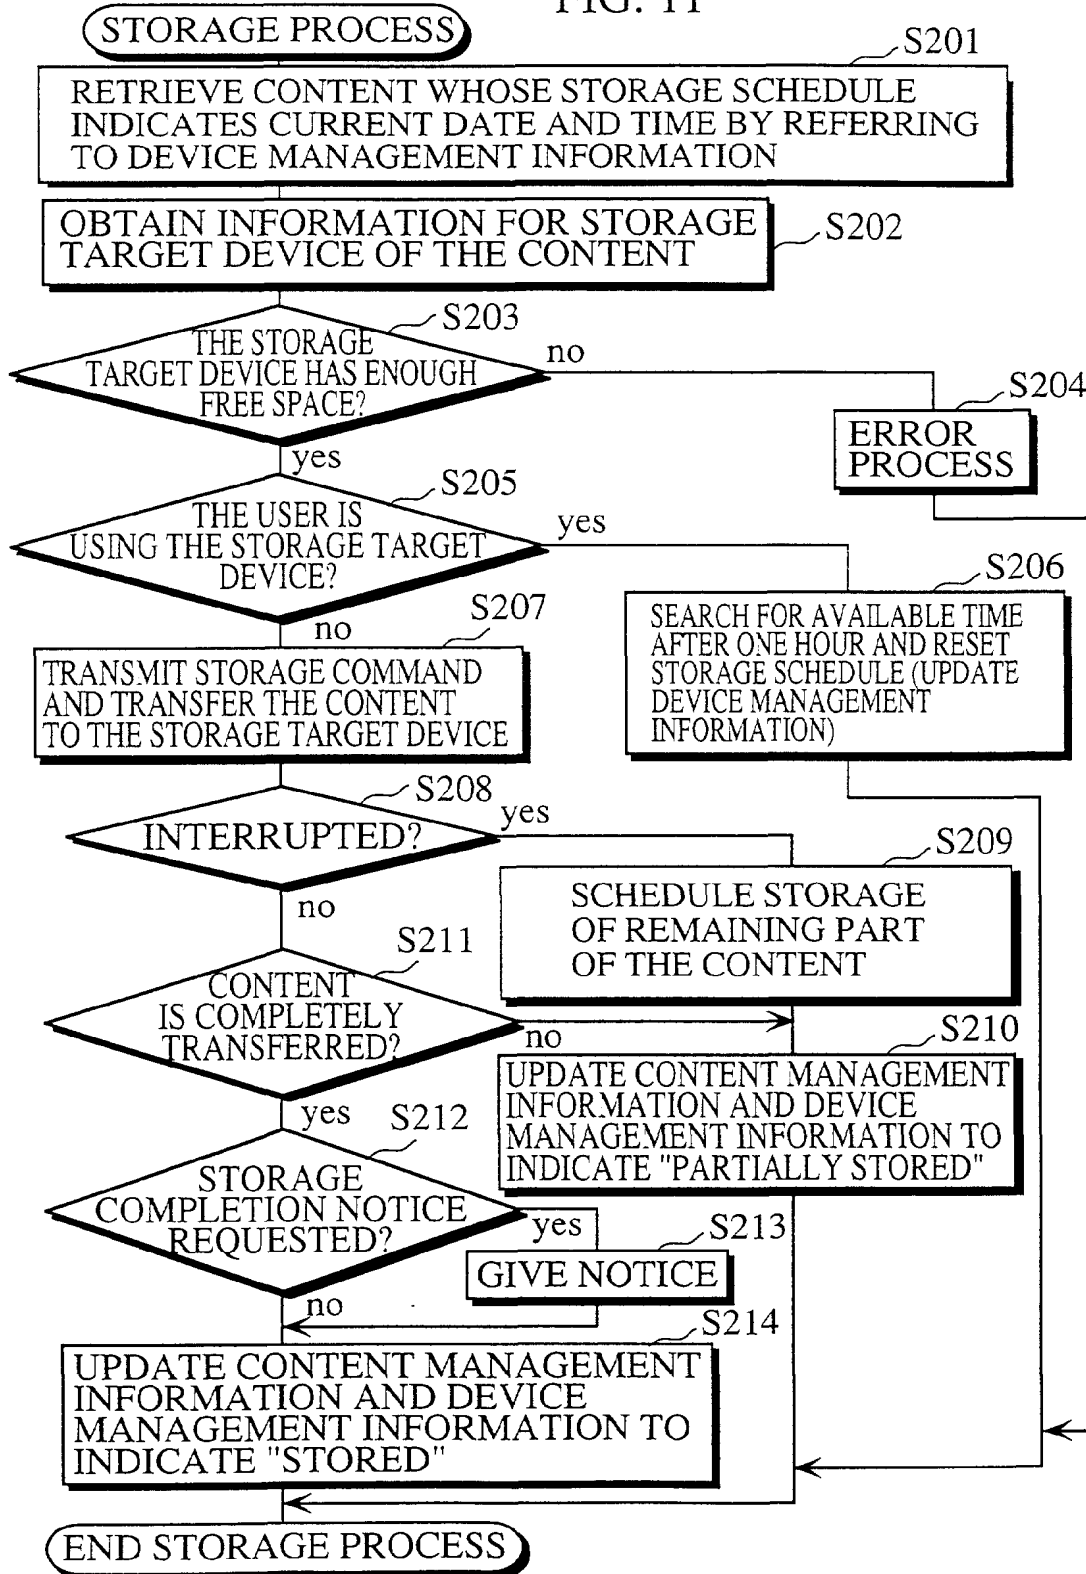 FIG. 11
STORAGE PROCESS
S201
RETRIEVE CONTENT WHOSE STORAGE SCHEDULE
INDICATES CURRENT DATE AND TIME BY REFERRING
TO DEVICE MANAGEMENT INFORMATION
OBTAIN INFORMATION FOR STORAGE
TARGET DEVICE OF THE CONTENT
S202
S203
THE STORAGE
TARGET DEVICE HAS ENOUGH
FREE SPACE?
no
S204
ERROR
PROCESS
yes
S205
THE USER IS
USING THE STORAGE TARGET
DEVICE?
yes
S206
SEARCH FOR AVAILABLE TIME
AFTER ONE HOUR AND RESET
STORAGE SCHEDULE (UPDATE
DEVICE MANAGEMENT
INFORMATION)
no
S207
TRANSMIT STORAGE COMMAND
AND TRANSFER THE CONTENT
TO THE STORAGE TARGET DEVICE
S208
INTERRUPTED?
yes
S209
SCHEDULE STORAGE
OF REMAINING PART
OF THE CONTENT
no
S211
CONTENT
IS COMPLETELY
TRANSFERRED?
no
S210
UPDATE CONTENT MANAGEMENT
INFORMATION AND DEVICE
MANAGEMENT INFORMATION TO
INDICATE "PARTIALLY STORED"
yes
S212
STORAGE
COMPLETION NOTICE
REQUESTED?
yes
S213
GIVE NOTICE
no
S214
UPDATE CONTENT MANAGEMENT
INFORMATION AND DEVICE
MANAGEMENT INFORMATION TO
INDICATE "STORED"
END STORAGE PROCESS